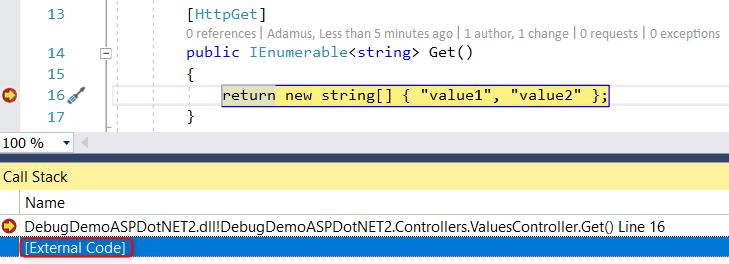 13 [HttpGet]
0 references | Adamus, Less than 5 minutes ago | 1 author, 1 change | 0 requests | 0 exceptions
14 public IEnumerable<string> Get()
15 {
16 return new string[] { "value1", "value2" };
17 }
100 %
Call Stack
Name
DebugDemoASPDotNET2.dll!DebugDemoASPDotNET2.Controllers.ValuesController.Get() Line 16
[External Code]